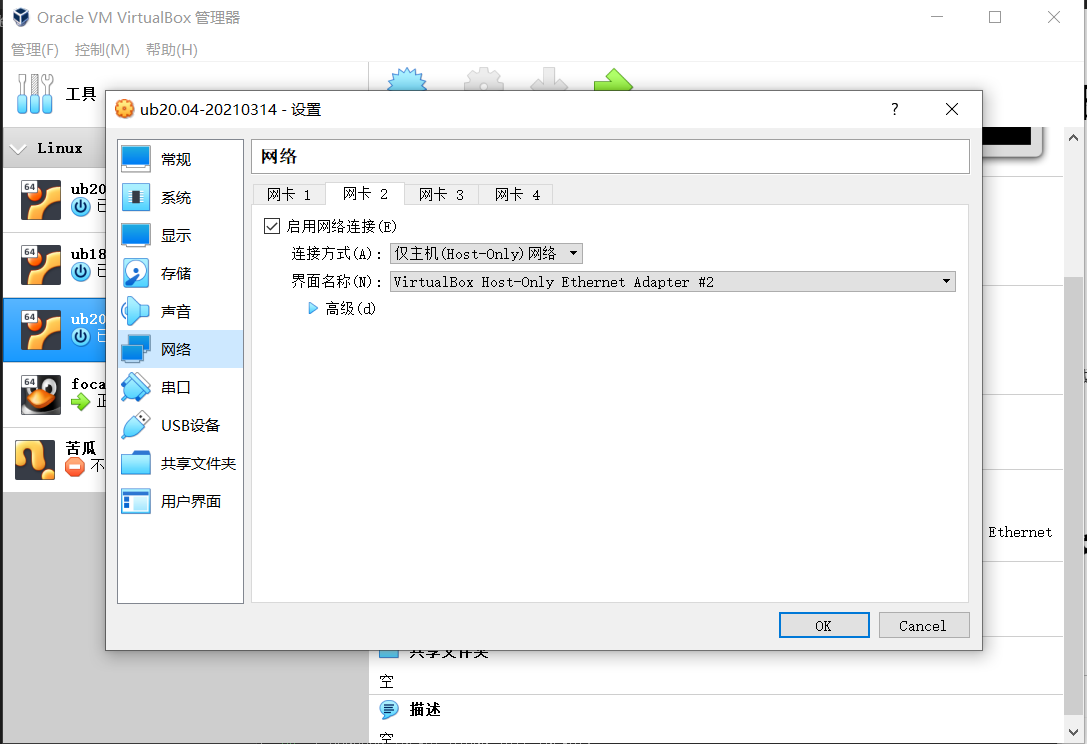 Oracle VM VirtualBox 管理器
管理(F) 控制(M) 帮助(H)
工具
Linux
64 ub20
已
64 ub18
已
64 ub20
已
64 foca
正
苦瓜
不
ub20.04-20210314 - 设置
?
常规
系统
显示
存储
声音
网络
串口
USB设备
共享文件夹
用户界面
网络
网卡 1 网卡 2 网卡 3 网卡 4
启用网络连接(E)
连接方式(A): 仅主机(Host-Only)网络
界面名称(N): VirtualBox Host-Only Ethernet Adapter #2
高级(d)
OK Cancel
Ethernet
共享文件夹
空
描述
空